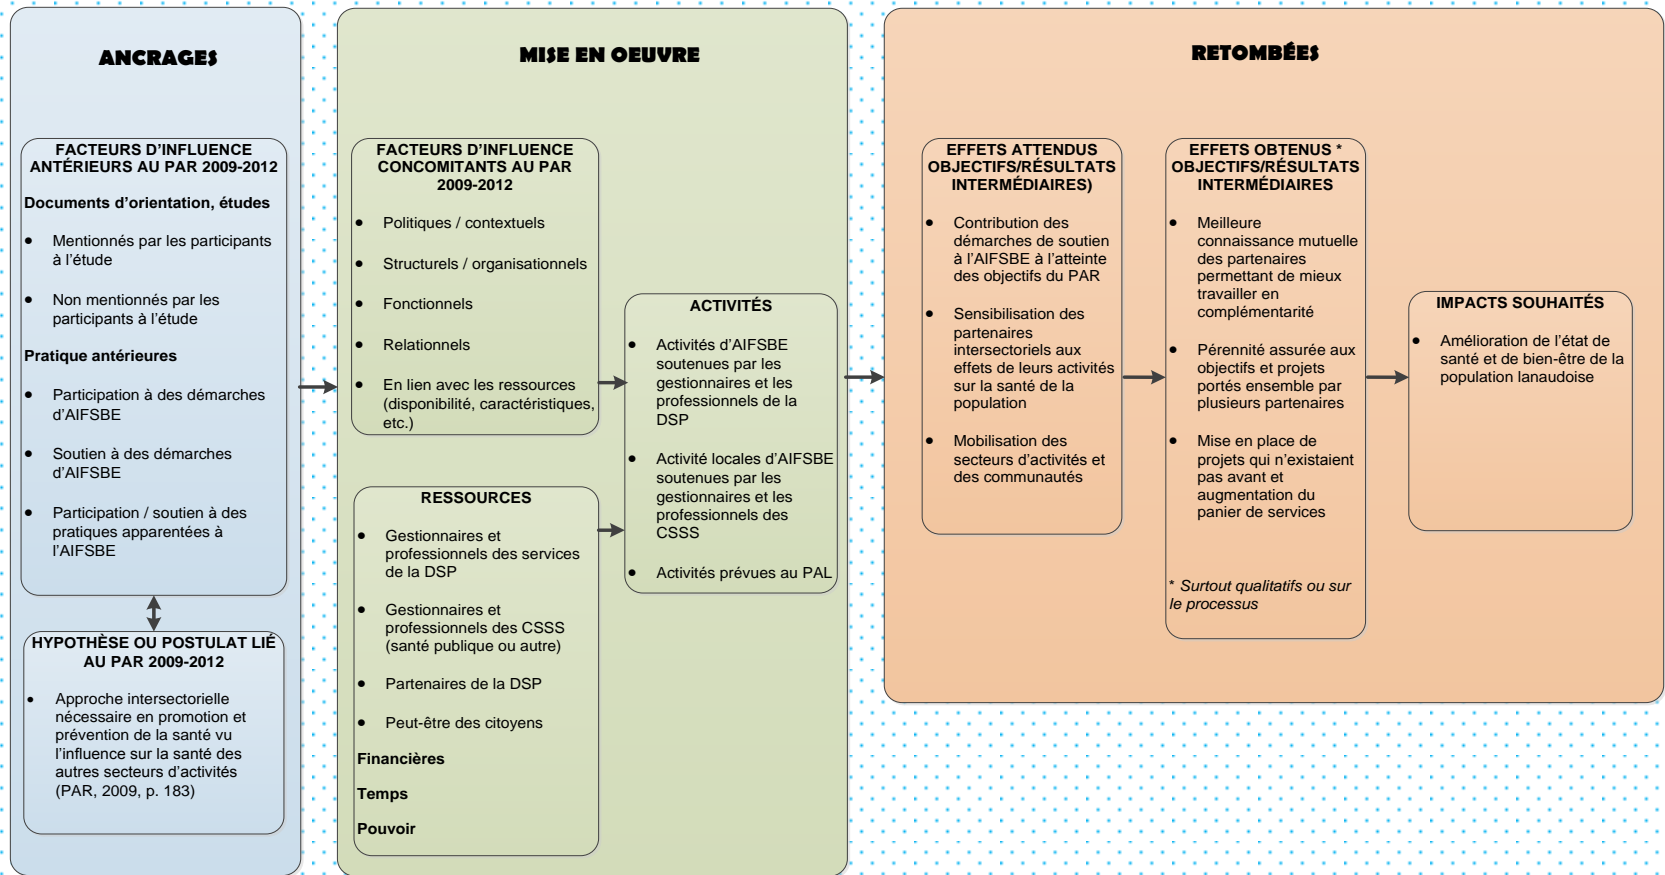 ANCRAGES
FACTEURS D’INFLUENCE
ANTÉRIEURS AU PAR 2009-2012
Documents d’orientation, études
● Mentionnés par les participants
à l’étude
● Non mentionnés par les
participants à l’étude
Pratique antérieures
● Participation à des démarches
d’AIFSBE
● Soutien à des démarches
d’AIFSBE
● Participation / soutien à des
pratiques apparentées à
l’AIFSBE
HYPOTHÈSE OU POSTULAT LIÉ
AU PAR 2009-2012
● Approche intersectorielle
nécessaire en promotion et
prévention de la santé vu
l’influence sur la santé des
autres secteurs d’activités
(PAR, 2009, p. 183)
MISE EN OEUVRE
FACTEURS D’INFLUENCE
CONCOMITANTS AU PAR
2009-2012
● Politiques / contextuels
● Structurels / organisationnels
● Fonctionnels
● Relationnels
● En lien avec les ressources
(disponibilité, caractéristiques,
etc.)
RESSOURCES
● Gestionnaires et
professionnels des services
de la DSP
● Gestionnaires et
professionnels des CSSS
(santé publique ou autre)
● Partenaires de la DSP
● Peut-être des citoyens
Financières
Temps
Pouvoir
ACTIVITÉS
● Activités d’AIFSBE
soutenues par les
gestionnaires et les
professionnels de la
DSP
● Activité locales d’AIFSBE
soutenues par les
gestionnaires et les
professionnels des
CSSS
● Activités prévues au PAL
RETOMBÉES
EFFETS ATTENDUS
OBJECTIFS/RÉSULTATS
INTERMÉDIAIRES)
● Contribution des
démarches de soutien
à l’AIFSBE à l’atteinte
des objectifs du PAR
● Sensibilisation des
partenaires
intersectoriels aux
effets de leurs activités
sur la santé de la
population
● Mobilisation des
secteurs d’activités et
des communautés
EFFETS OBTENUS *
OBJECTIFS/RÉSULTATS
INTERMÉDIAIRES
● Meilleure
connaissance mutuelle
des partenaires
permettant de mieux
travailler en
complémentarité
● Pérennité assurée aux
objectifs et projets
portés ensemble par
plusieurs partenaires
● Mise en place de
projets qui n’existaient
pas avant et
augmentation du
panier de services
* Surtout qualitatifs ou sur
le processus
IMPACTS SOUHAITÉS
● Amélioration de l’état de
santé et de bien-être de la
population lanaudoise